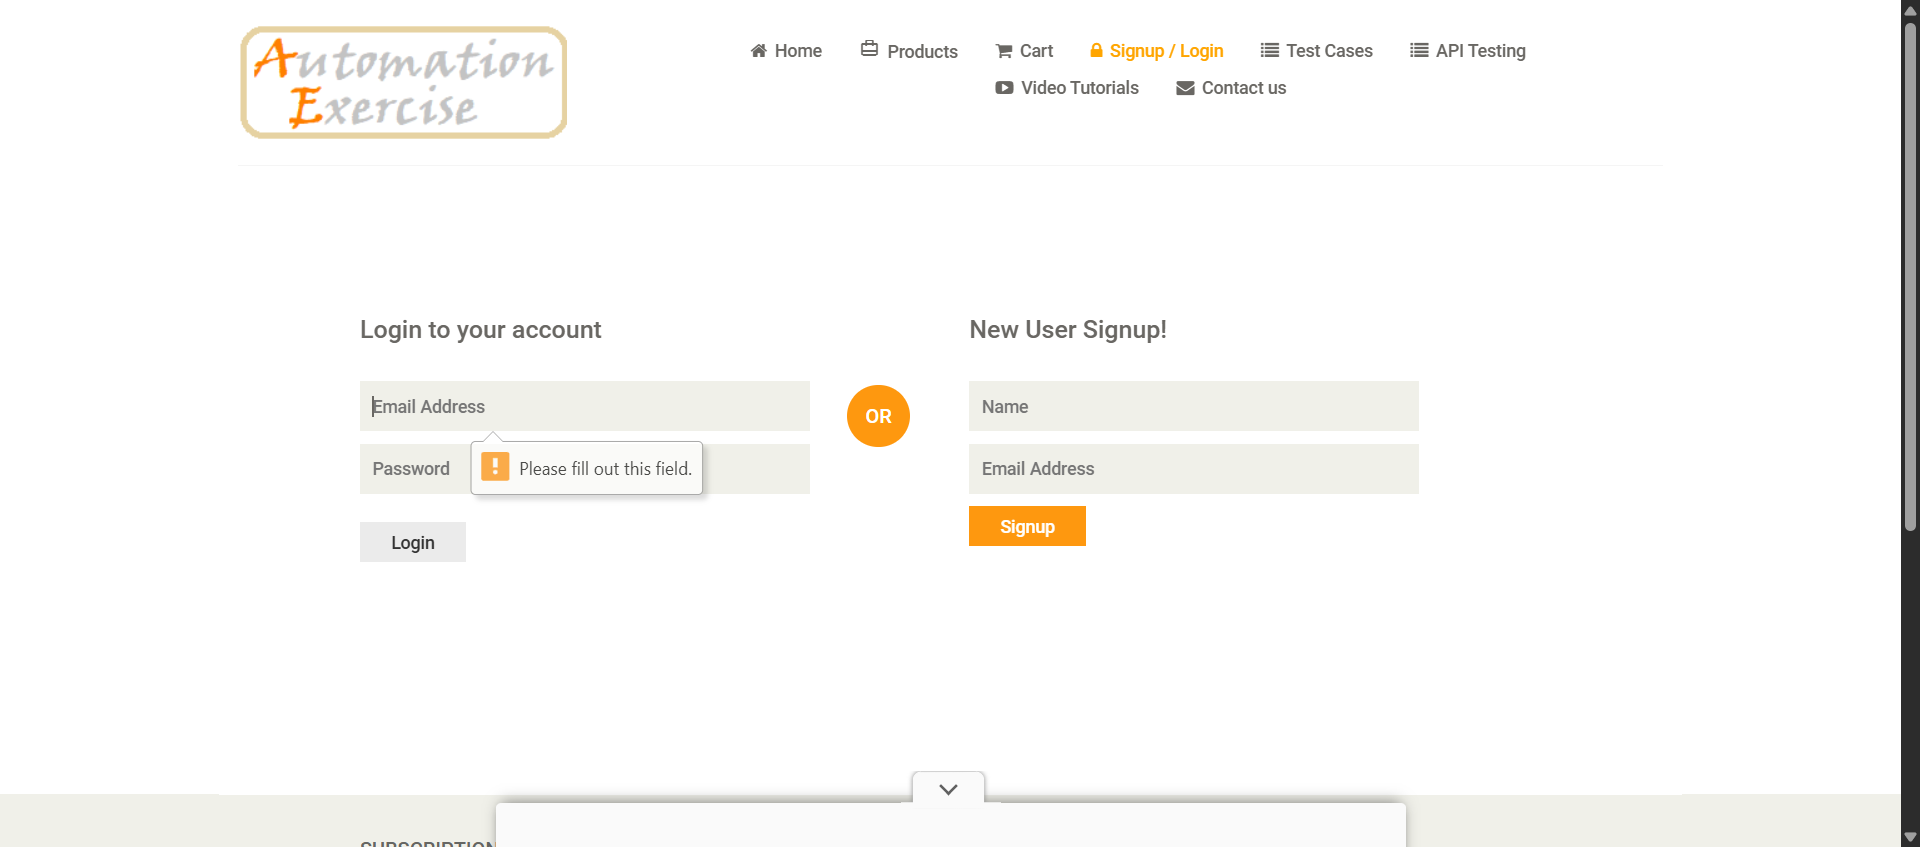 Automation
Exercise
Home
Products
Cart
Signup / Login
Test Cases
API Testing
Video Tutorials
Contact us
Login to your account
Email Address
Password
Please fill out this field.
Login
OR
New User Signup!
Name
Email Address
Signup
SUBSCRIPTION